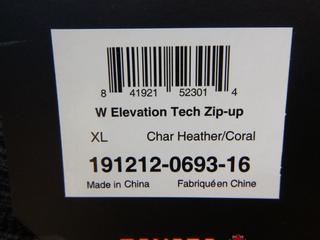 8 41921 52301 4
W Elevation Tech Zip-up
XL Char Heather/Coral
191212-0693-16
Made in China Fabriqué en Chine